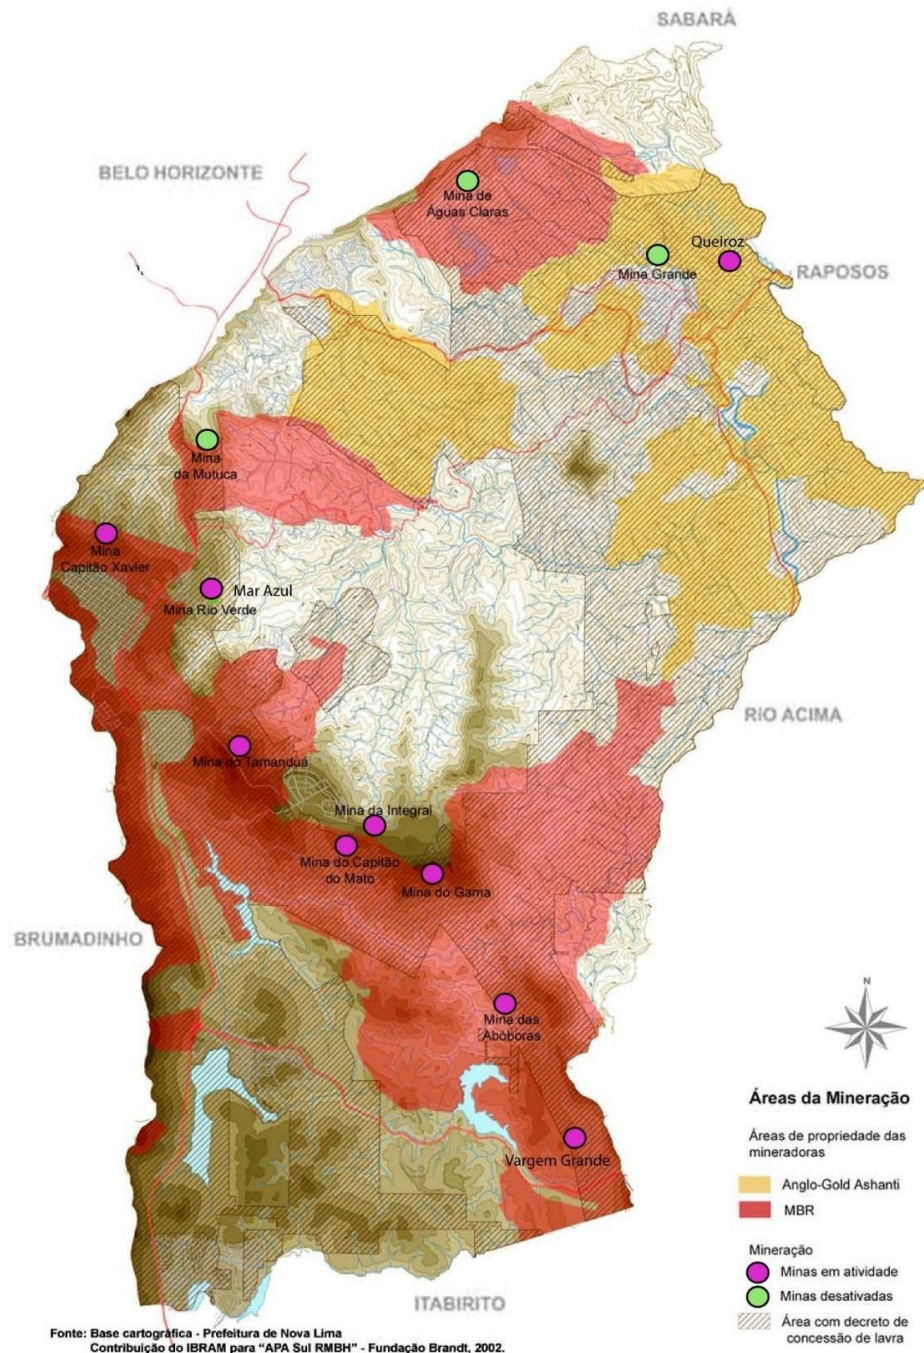 SABARÀ
BELO HORIZONTE
Mina de
Águas Claras
Queiroz
Mina Grande
RAPOSOS
Mina
da Mutuca
Mina
Capitão Xavier
Mar Azul
Mina Rio Verde
RIO ACIMA
Mina do Tamanduá
Mina da Integral
Mina do Capitão
do Mato
Mina do Gama
BRUMADINHO
Mina das
Abóboras
N
Vargem Grande
Áreas da Mineração
Áreas de propriedade das
mineradoras
Anglo-Gold Ashanti
MBR
Mineração
Minas em atividade
Minas desativadas
Área com decreto de
concessão de lavra
ITABIRITO
Fonte: Base cartográfica - Prefeitura de Nova Lima
Contribuição do IBRAM para “APA Sul RMBH” - Fundação Brandt, 2002.